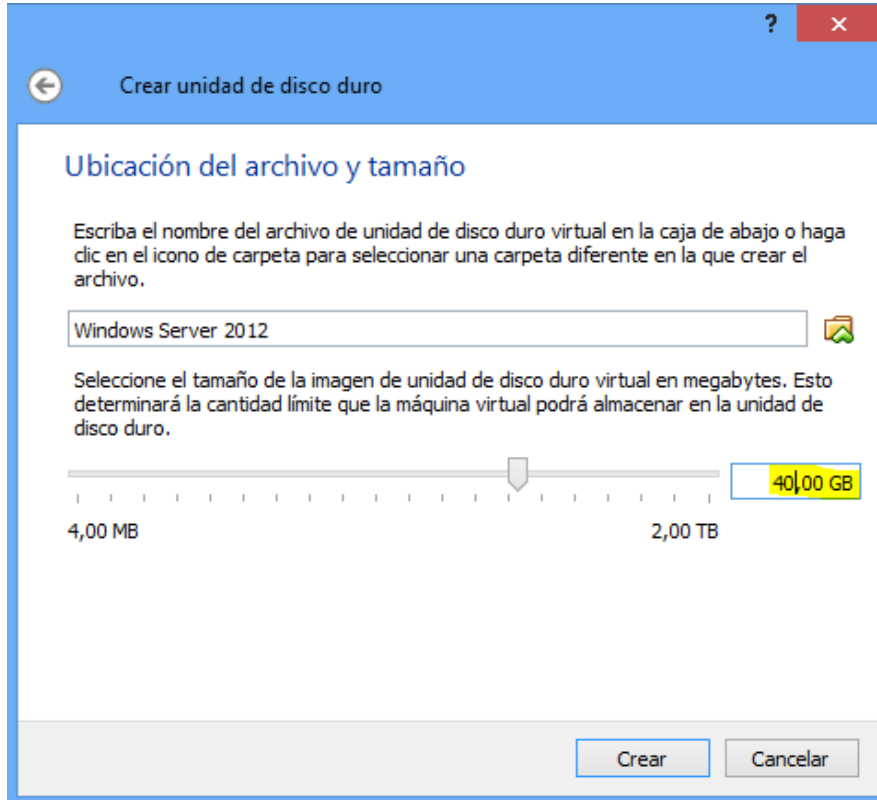 ?
Crear unidad de disco duro
Ubicación del archivo y tamaño
Escriba el nombre del archivo de unidad de disco duro virtual en la caja de abajo o haga
clic en el icono de carpeta para seleccionar una carpeta diferente en la que crear el
archivo.
Windows Server 2012
Seleccione el tamaño de la imagen de unidad de disco duro virtual en megabytes. Esto
determinará la cantidad límite que la máquina virtual podrá almacenar en la unidad de
disco duro.
40,00 GB
4,00 MB 2,00 TB
Crear Cancelar